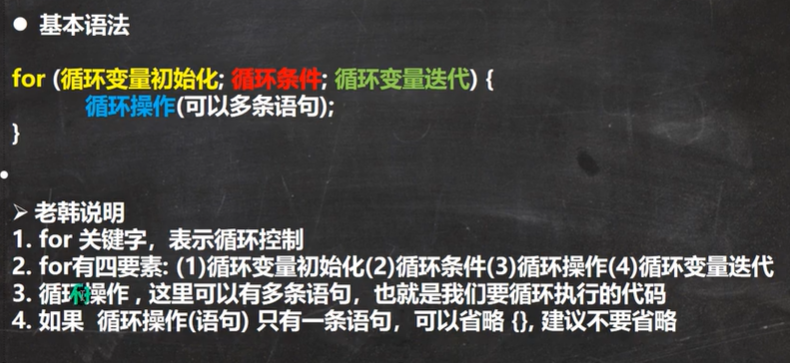 ● 基本语法
for (循环变量初始化; 循环条件; 循环变量迭代) {
循环操作(可以多条语句);
}
➢ 老韩说明
1. for 关键字，表示循环控制
2. for有四要素: (1)循环变量初始化(2)循环条件(3)循环操作(4)循环变量迭代
3. 循环操作 , 这里可以有多条语句，也就是我们要循环执行的代码
4. 如果 循环操作(语句) 只有一条语句，可以省略 {}, 建议不要省略